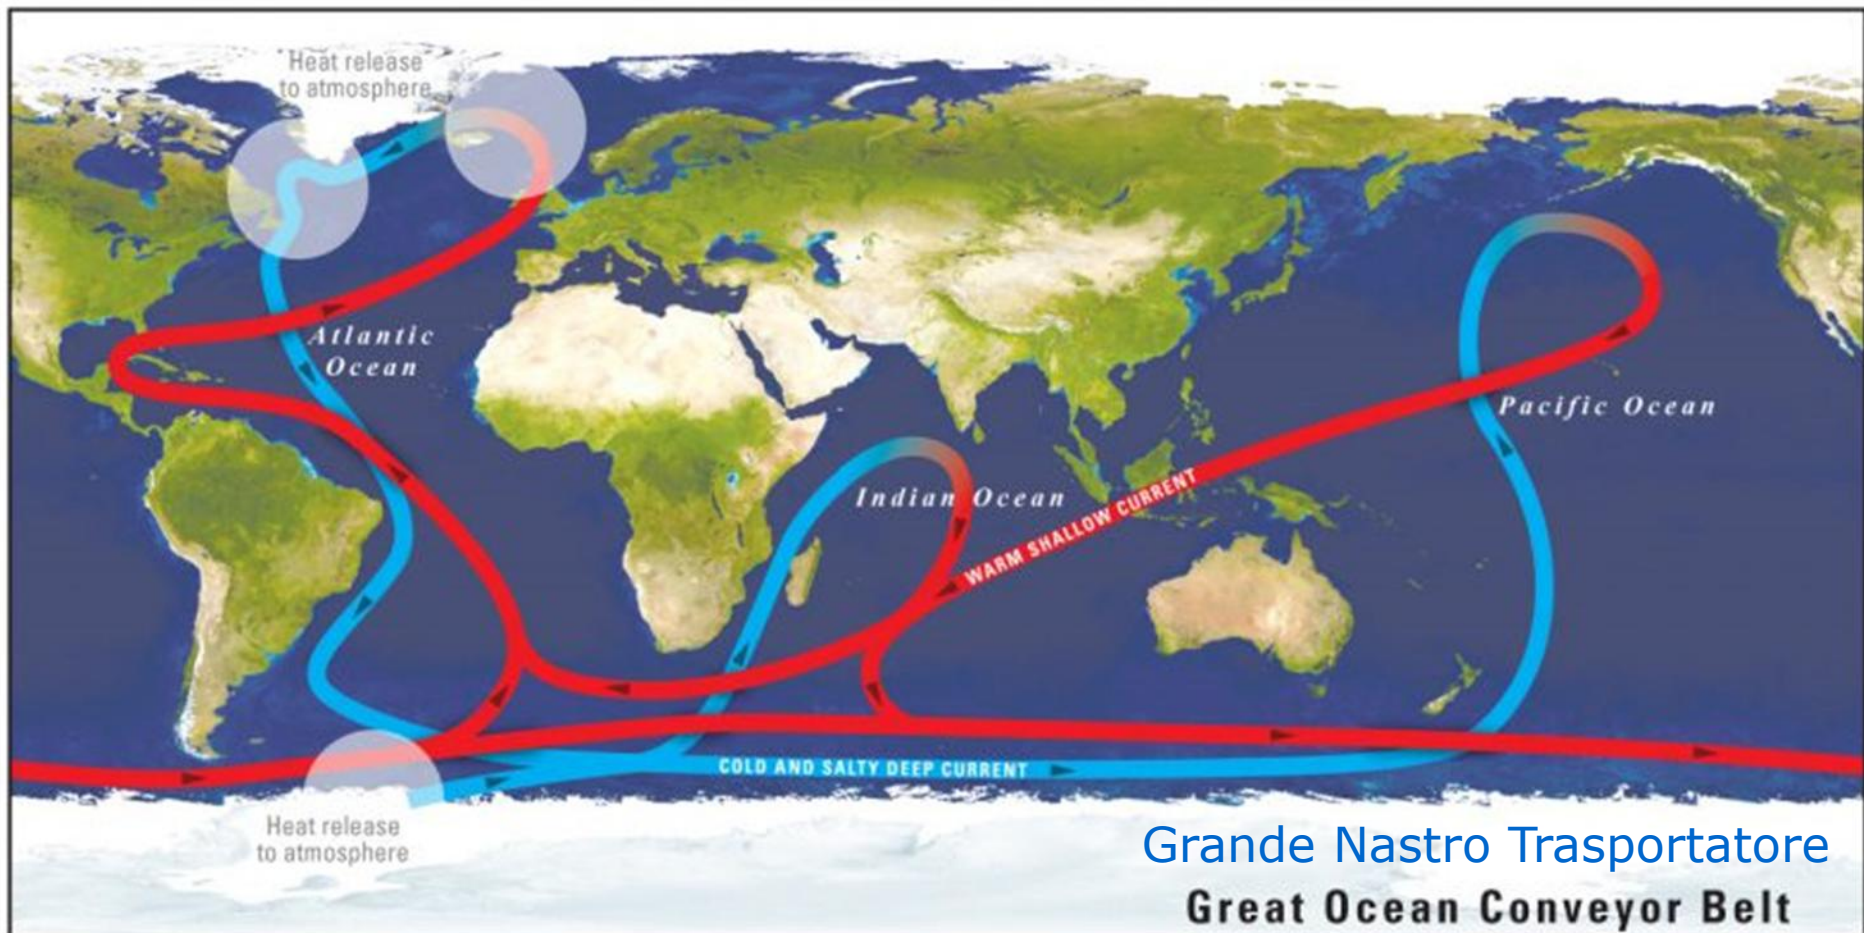 Heat release
to atmosphere
Atlantic
Ocean
Pacific Ocean
Indian Ocean
WARM SHALLOW CURRENT
COLD AND SALTY DEEP CURRENT
Heat release
to atmosphere
Grande Nastro Trasportatore
Great Ocean Conveyor Belt